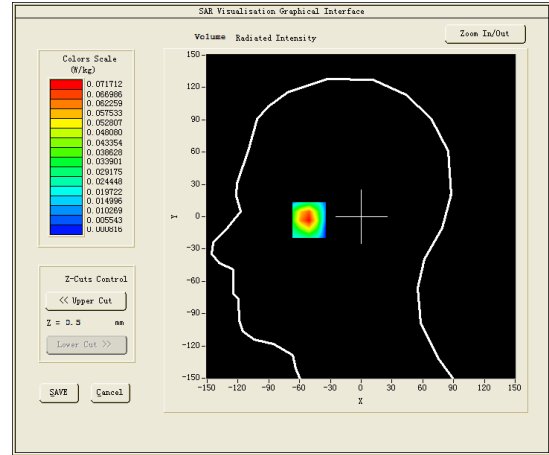 SAR Visualisation Graphical Interface
Volume Radiated Intensity
Zoom In/Out
Colors Scale
(W/kg)
0.071712
0.066986
0.062259
0.057533
0.052807
0.048080
0.043354
0.038628
0.033901
0.029175
0.024448
0.019722
0.014996
0.010269
0.005543
0.000816
Z-Cuts Control
<< Upper Cut
Z = 0.5 mm
Lower Cut >>
SAVE
Cancel
150
120
90
60
30
0
-30
-60
-90
-120
-150
Y
-150 -120 -90 -60 -30 0 30 60 90 120 150
X